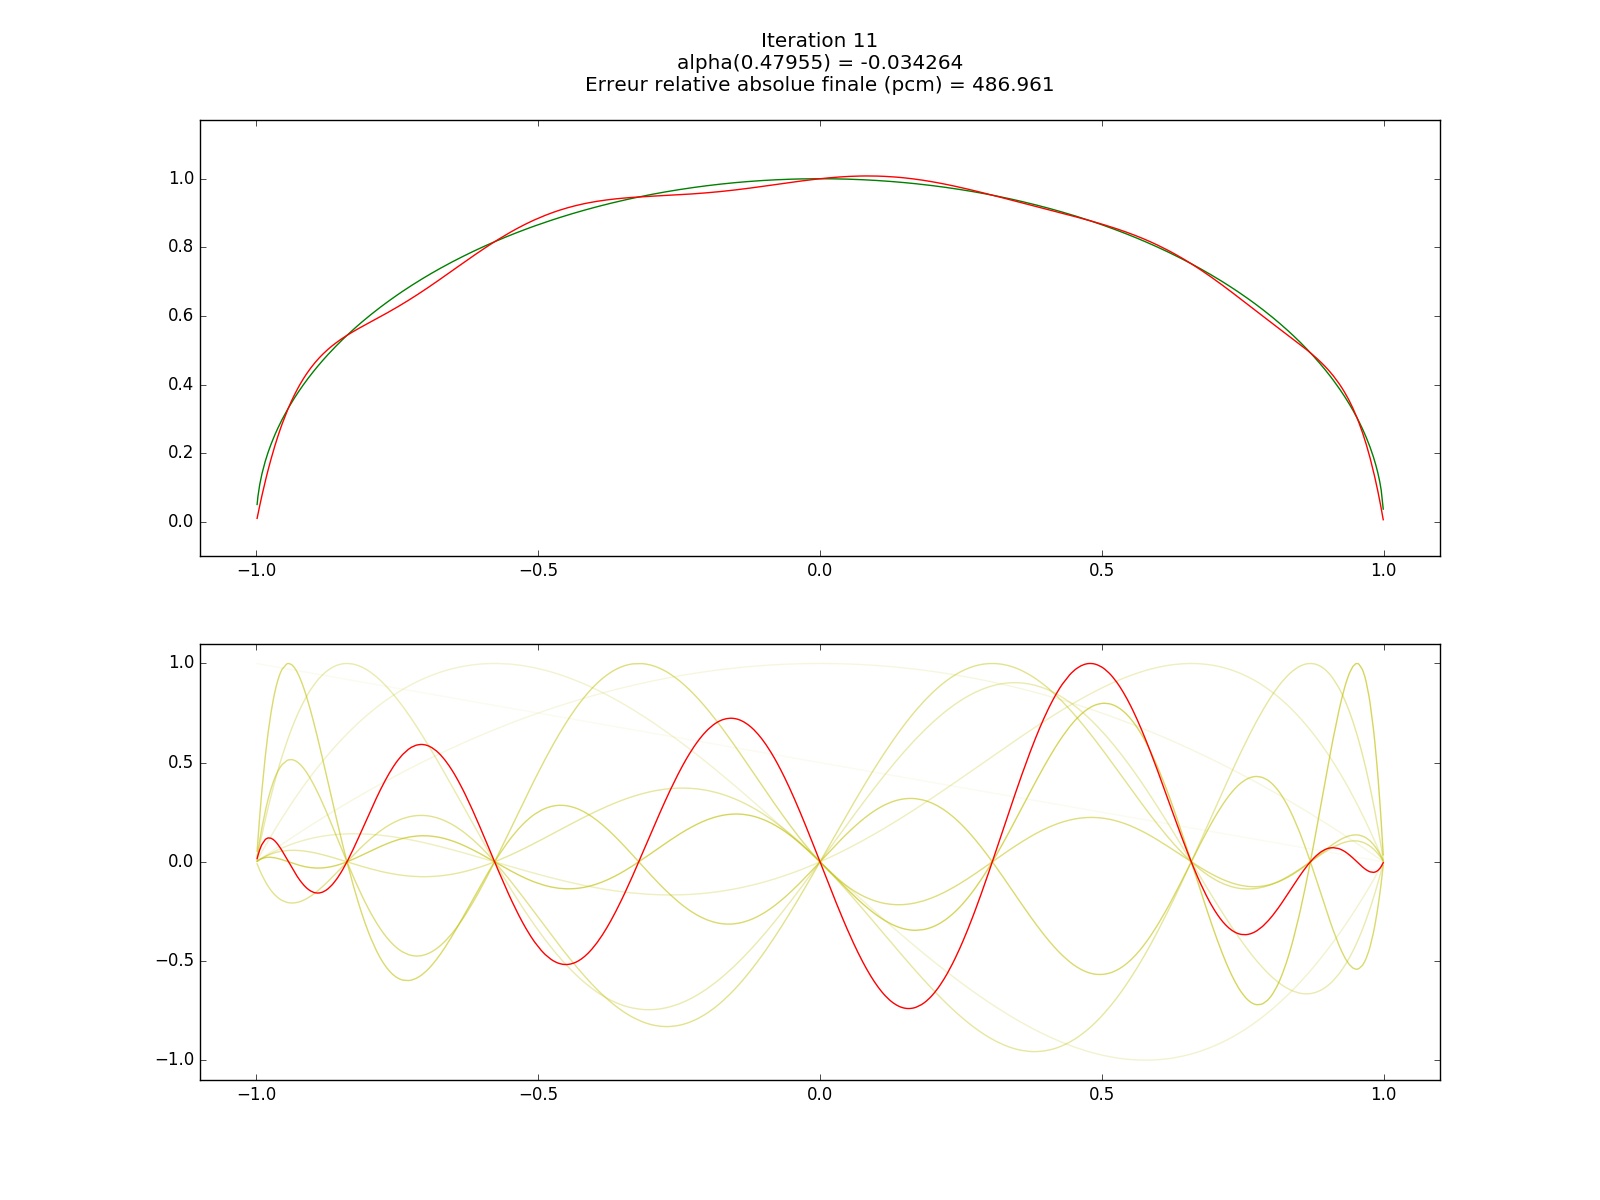 Iteration 11
alpha(0.47955) = -0.034264
Erreur relative absolue finale (pcm) = 486.961
1.0
0.8
0.6
0.4
0.2
0.0
−1.0 −0.5 0.0 0.5 1.0
1.0
0.5
0.0
−0.5
−1.0
−1.0 −0.5 0.0 0.5 1.0